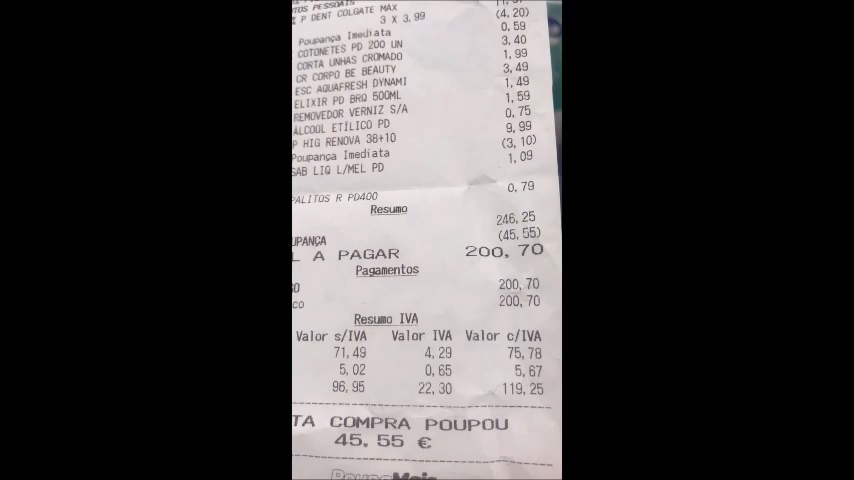 PESSOAIS
P DENT COLGATE MAX
3 X 3,99
(4,20)
Poupança Imediata 0,59
COTONETES PD 200 UN 3,40
CORTA UNHAS CROMADO 1,99
CR CORPO BE BEAUTY 3,49
ESC AQUAFRESH DYNAMI 1,49
ELIXIR PD BRQ 500ML 1,59
REMOVEDOR VERNIZ S/A 0,75
ÁLCOOL ETÍLICO PD 9,99
P HIG RENOVA 38+10 (3,10)
Poupança Imediata 1,09
SAB LIQ L/MEL PD
PALITOS R PD400 0,79
Resumo
246,25
UPANÇA (45,55)
L A PAGAR 200,70
Pagamentos
SO 200,70
CO 200,70
Resumo IVA
Valor s/IVA Valor IVA Valor c/IVA
71,49 4,29 75,78
5,02 0,65 5,67
96,95 22,30 119,25
TA COMPRA POUPOU
45,55 €
PoupaMais